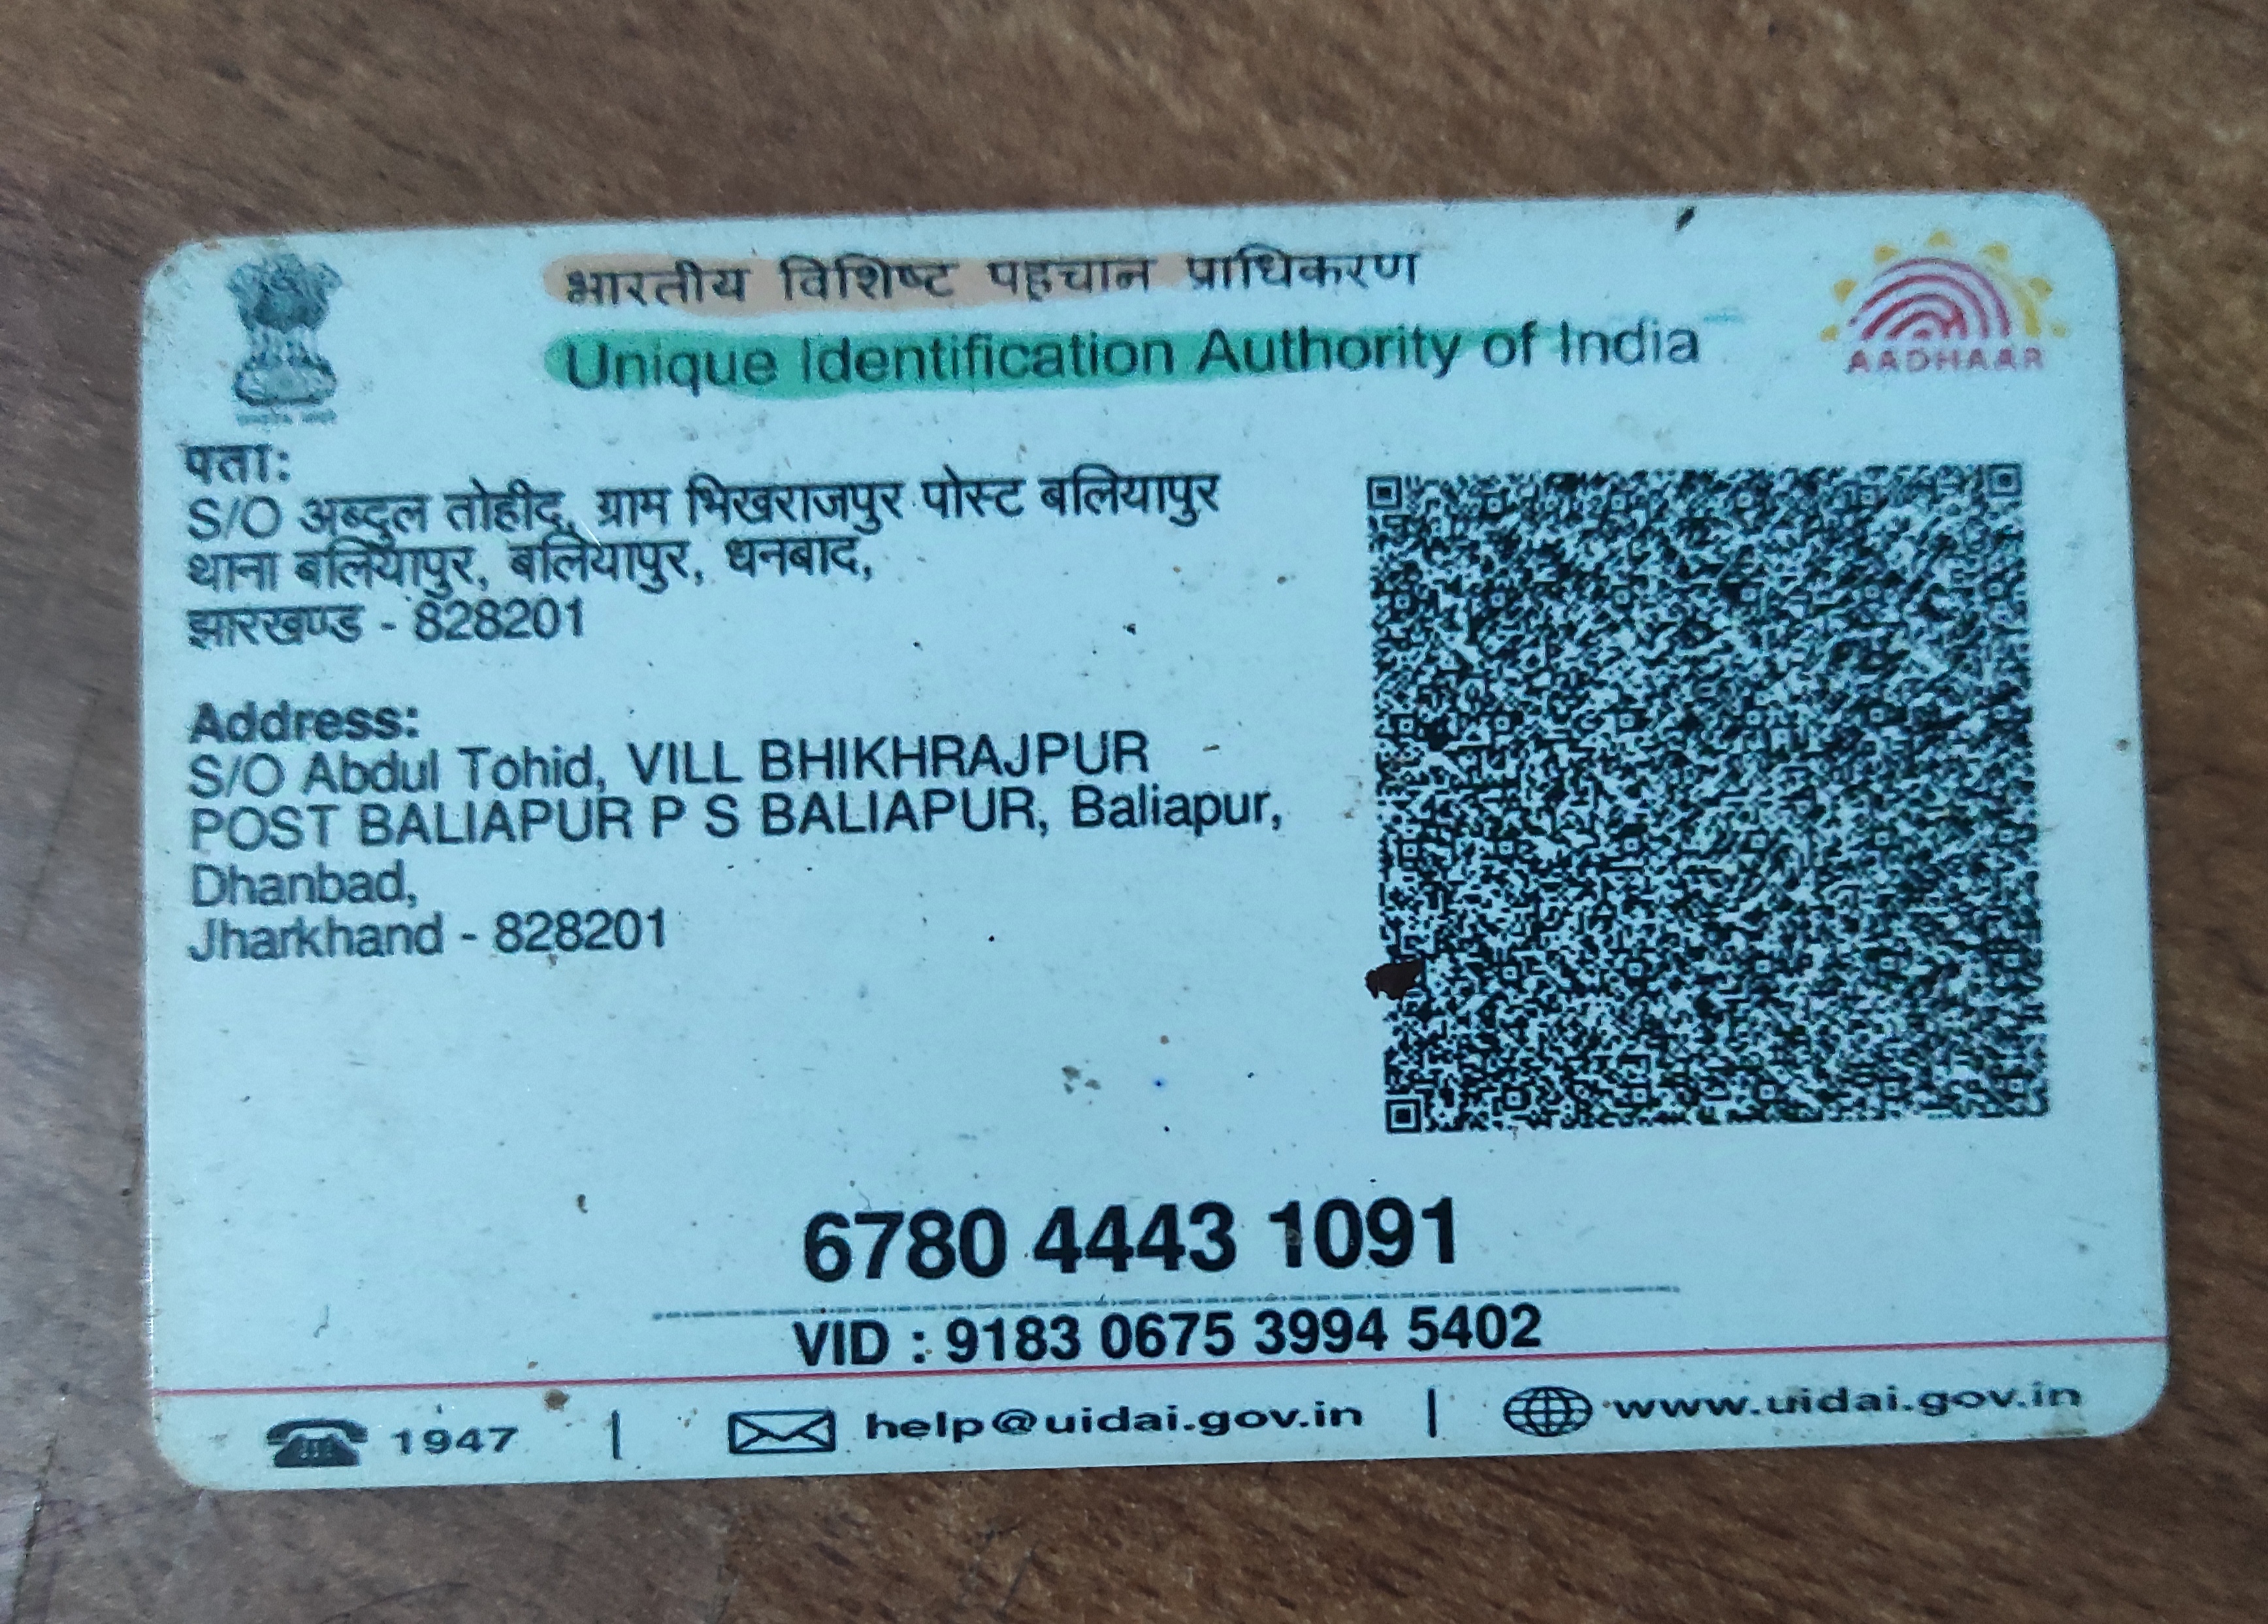 भारतीय विशिष्ट पहचान प्राधिकरण
Unique Identification Authority of India
AADHAAR
पता:
S/O अब्दुल तोहीद, ग्राम भिखराजपुर पोस्ट बलियापुर
थाना बलियापुर, बलियापुर, धनबाद,
झारखण्ड - 828201
Address:
S/O Abdul Tohid, VILL BHIKHRAJPUR
POST BALIAPUR P S BALIAPUR, Baliapur,
Dhanbad,
Jharkhand - 828201
6780 4443 1091
VID : 9183 0675 3994 5402
1947 | help@uidai.gov.in | www.uidai.gov.in